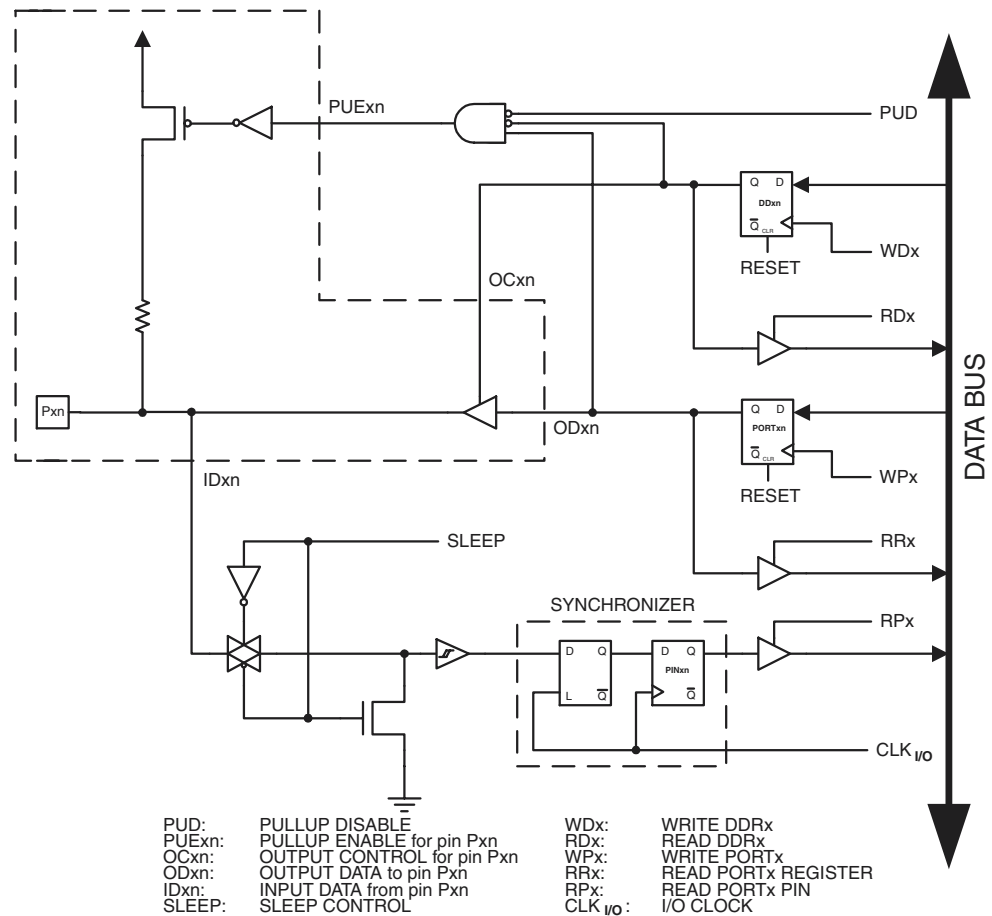 PUExn
PUD
Q D
DDxn
Q CLR
WDx
RESET
OCxn
RDx
Pxn
Q D
PORTxn
ODxn
Q CLR
IDxn
WPx
RESET
DATA BUS
SLEEP
RRx
SYNCHRONIZER
RPx
D Q
D Q
PINxn
L Q
Q
CLK I/O
PUD: PULLUP DISABLE
PUExn: PULLUP ENABLE for pin Pxn
OCxn: OUTPUT CONTROL for pin Pxn
ODxn: OUTPUT DATA to pin Pxn
IDxn: INPUT DATA from pin Pxn
SLEEP: SLEEP CONTROL
WDx: WRITE DDRx
RDx: READ DDRx
WPx: WRITE PORTx
RRx: READ PORTx REGISTER
RPx: READ PORTx PIN
CLK I/O : I/O CLOCK